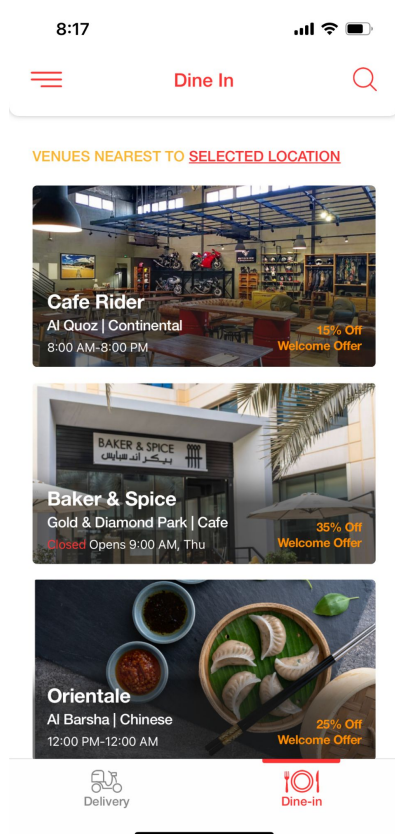 8:17
Dine In
VENUES NEAREST TO SELECTED LOCATION
Cafe Rider
Al Quoz | Continental
8:00 AM-8:00 PM
15% Off
Welcome Offer
BAKER & SPICE
بيكر اند سبايس
Baker & Spice
Gold & Diamond Park | Cafe
Closed Opens 9:00 AM, Thu
35% Off
Welcome Offer
Orientale
Al Barsha | Chinese
12:00 PM-12:00 AM
25% Off
Welcome Offer
Delivery
Dine-in